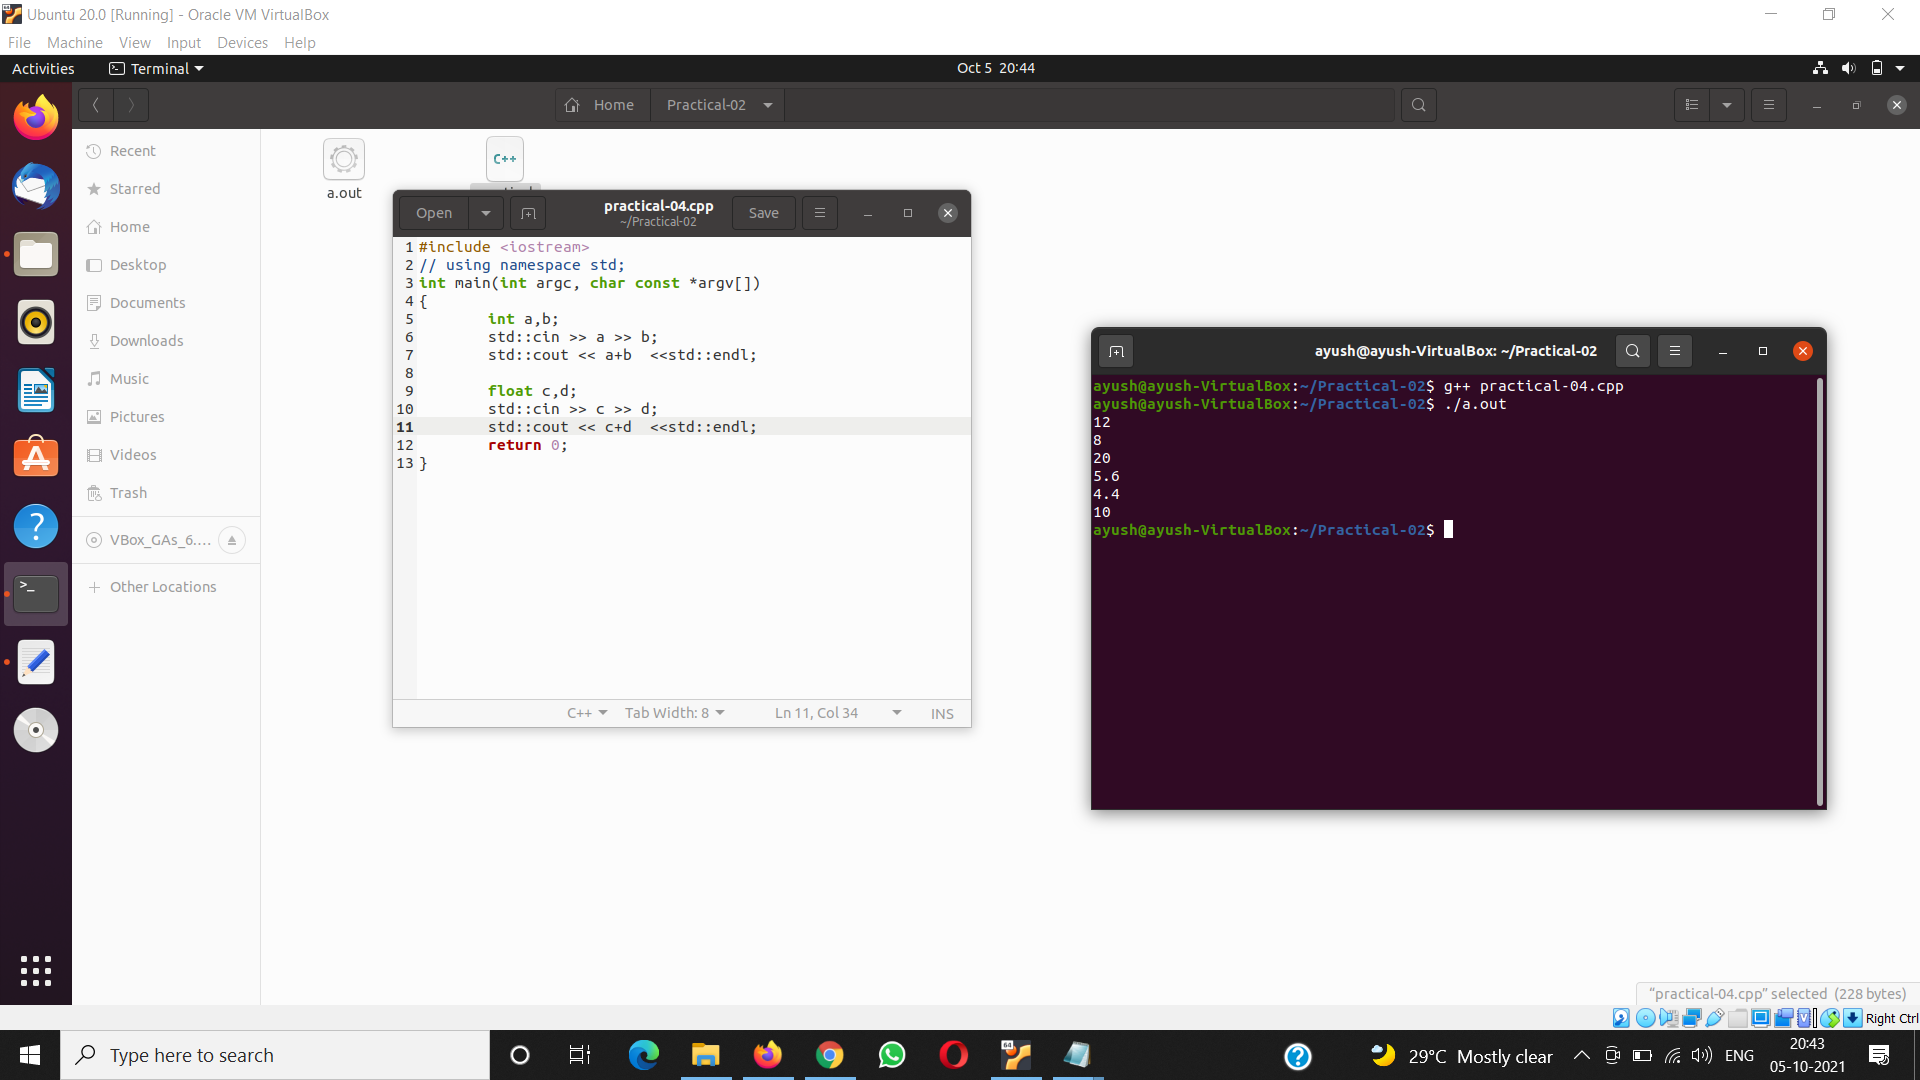 Ubuntu 20.0 [Running] - Oracle VM VirtualBox
File Machine View Input Devices Help
Activities Terminal Oct 5 20:44
Home Practical-02
Recent
Starred
Home
Desktop
Documents
Downloads
Music
Pictures
Videos
Trash
VBox_GAs_6....
Other Locations
a.out
C++
Open practical-04.cpp Save
~/Practical-02
1 #include <iostream>
2 // using namespace std;
3 int main(int argc, char const *argv[])
4 {
5 int a,b;
6 std::cin >> a >> b;
7 std::cout << a+b  <<std::endl;
8
9 float c,d;
10 std::cin >> c >> d;
11 std::cout << c+d  <<std::endl;
12 return 0;
13 }
C++ Tab Width: 8 Ln 11, Col 34 INS
ayush@ayush-VirtualBox: ~/Practical-02
ayush@ayush-VirtualBox:~/Practical-02$ g++ practical-04.cpp
ayush@ayush-VirtualBox:~/Practical-02$ ./a.out
12
8
20
5.6
4.4
10
ayush@ayush-VirtualBox:~/Practical-02$
“practical-04.cpp” selected (228 bytes)
Right Ctrl
Type here to search
64
29°C Mostly clear
ENG
20:43
05-10-2021